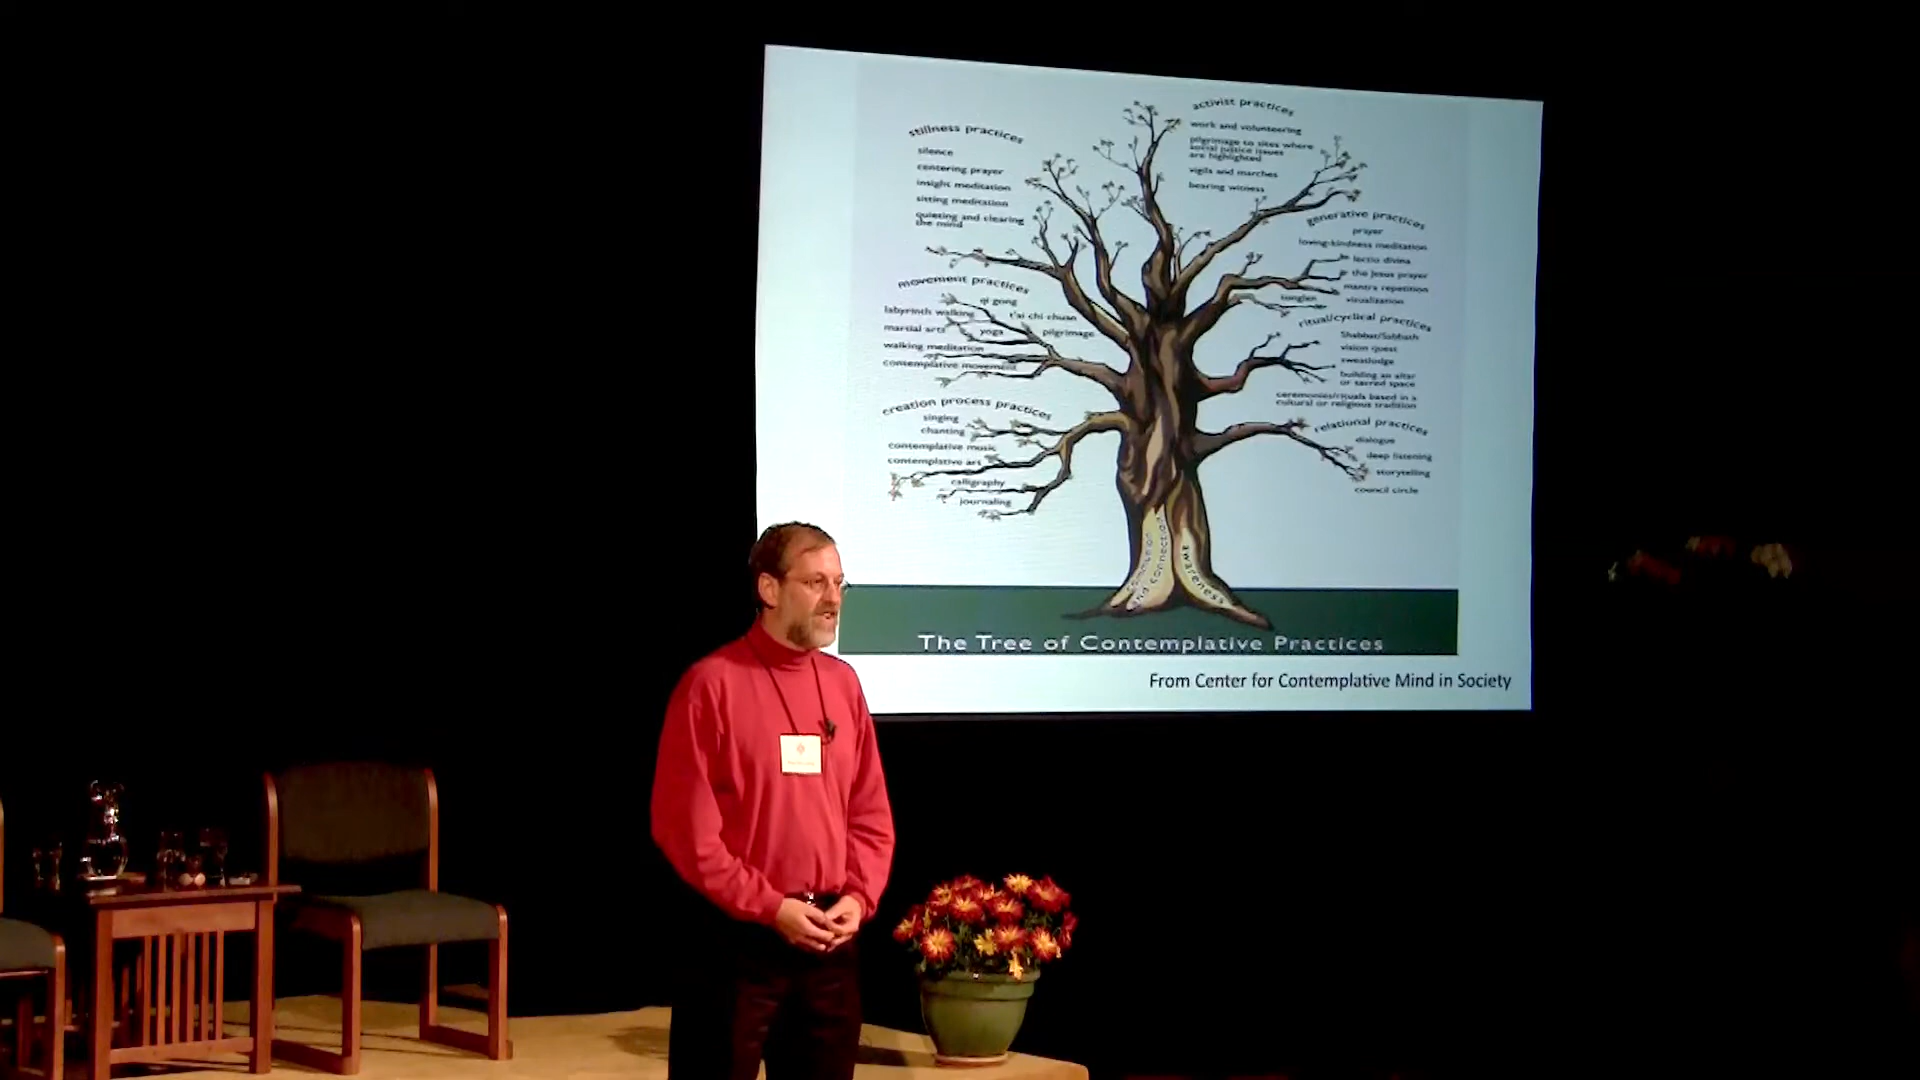 activist practices
work and volunteering
pilgrimage to sites where
social justice issues
are highlighted
vigils and marches
bearing witness
stillness practices
silence
centering prayer
insight meditation
sitting meditation
quieting and clearing
the mind
generative practices
prayer
loving-kindness meditation
lectio divina
the Jesus prayer
mantra repetition
tonglen
visualization
movement practices
qi gong
labyrinth walking
t'ai chi chuan
martial arts
yoga
pilgrimage
walking meditation
contemplative movement
ritual/cyclical practices
Shabbat/Sabbath
vision quest
sweatlodge
building an altar
or sacred space
ceremonies/rituals based in a
cultural or religious tradition
creation process practices
singing
chanting
contemplative music
contemplative art
calligraphy
journaling
relational practices
dialogue
deep listening
storytelling
council circle
and connection
awareness
The Tree of Contemplative Practices
From Center for Contemplative Mind in Society